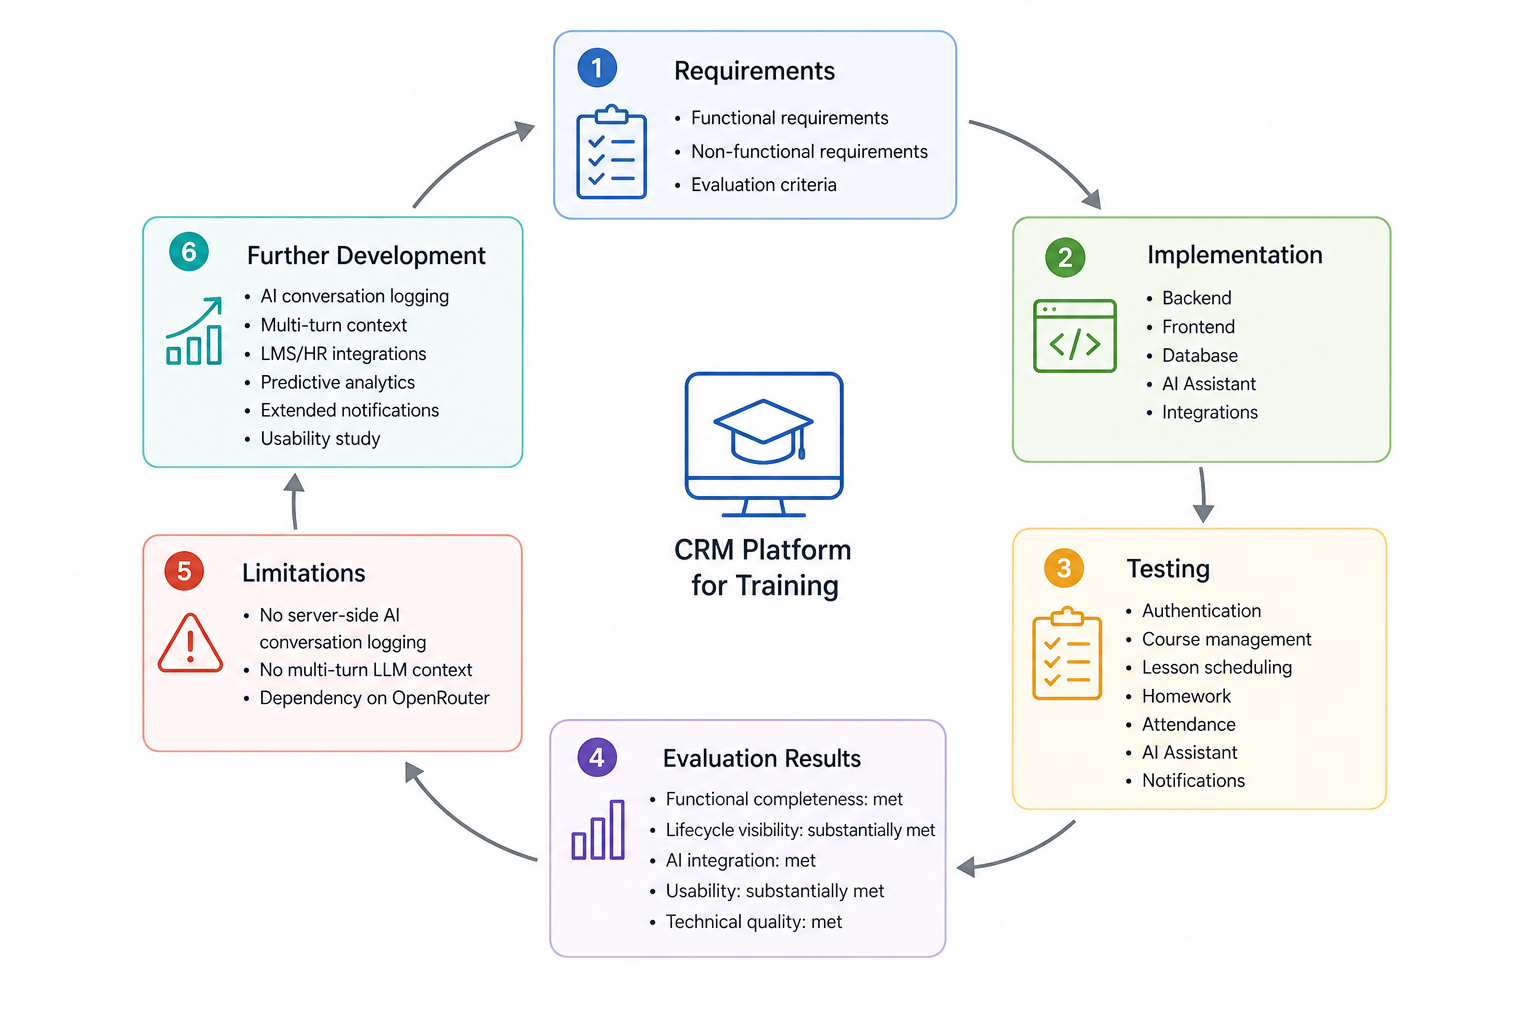 1
Requirements
• Functional requirements
• Non-functional requirements
• Evaluation criteria
2
Implementation
• Backend
• Frontend
• Database
• AI Assistant
• Integrations
3
Testing
• Authentication
• Course management
• Lesson scheduling
• Homework
• Attendance
• AI Assistant
• Notifications
4
Evaluation Results
• Functional completeness: met
• Lifecycle visibility: substantially met
• AI integration: met
• Usability: substantially met
• Technical quality: met
5
Limitations
• No server-side AI
conversation logging
• No multi-turn LLM context
• Dependency on OpenRouter
6
Further Development
• AI conversation logging
• Multi-turn context
• LMS/HR integrations
• Predictive analytics
• Extended notifications
• Usability study
CRM Platform
for Training